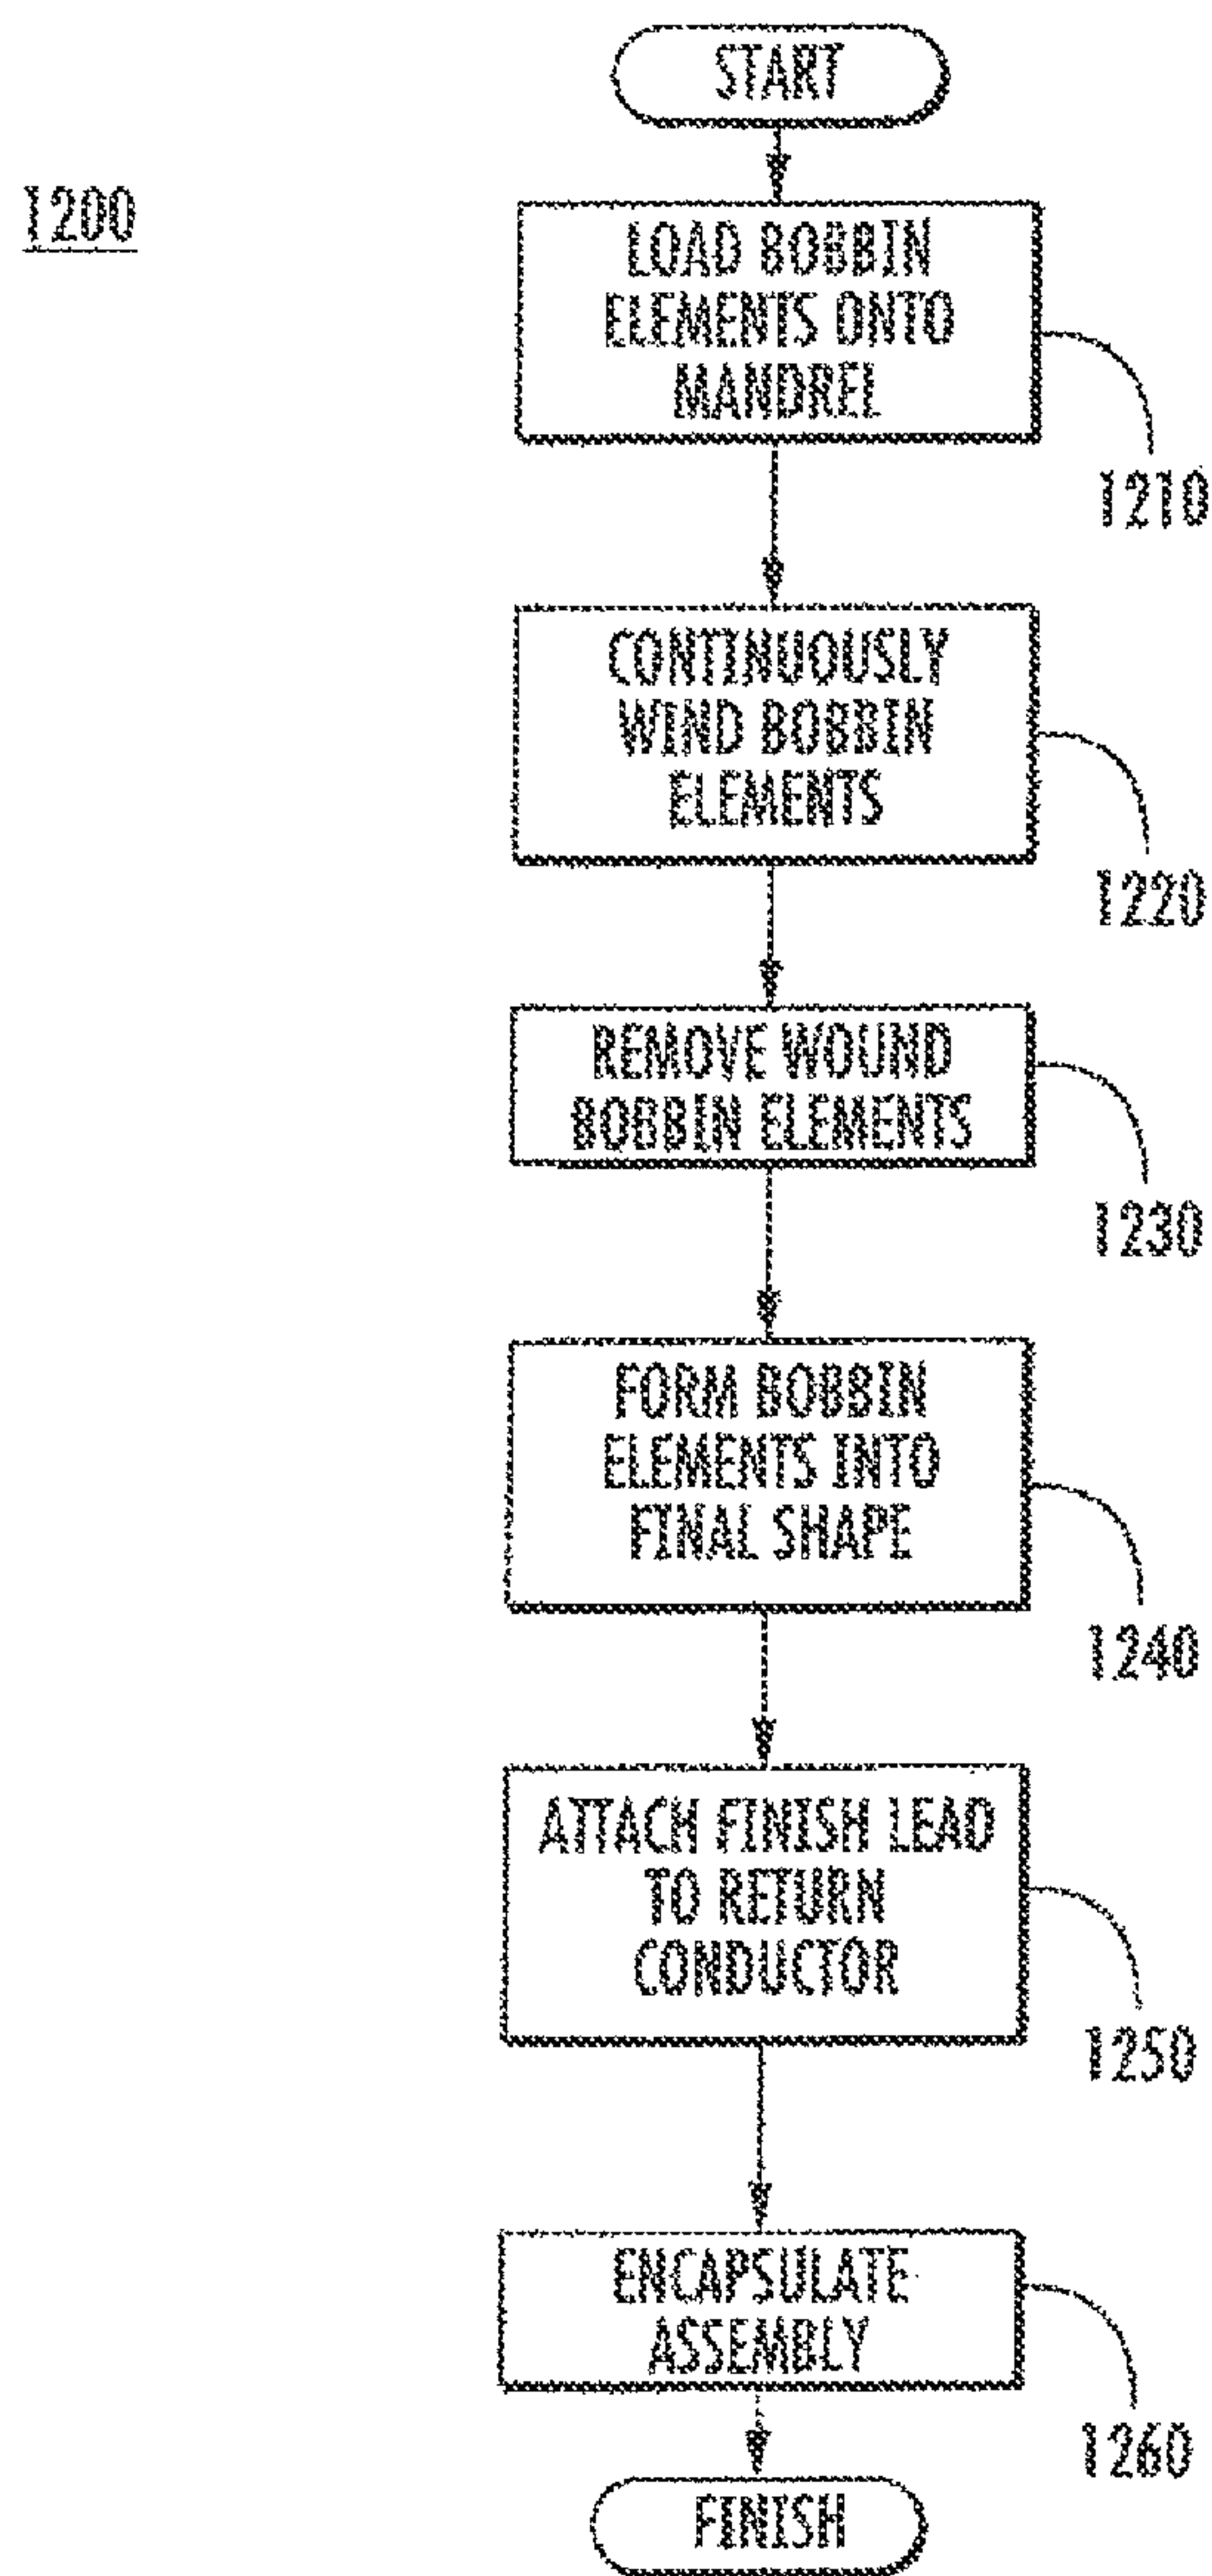 START
1200
LOAD BOBBIN
ELEMENTS ONTO
MANDREL
1210
CONTINUOUSLY
WIND BOBBIN
ELEMENTS
1220
REMOVE WOUND
BOBBIN ELEMENTS
1230
FORM BOBBIN
ELEMENTS INTO
FINAL SHAPE
1240
ATTACH FINISH LEAD
TO RETURN
CONDUCTOR
1250
ENCAPSULATE
ASSEMBLY
1260
FINISH